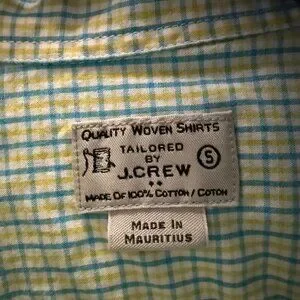 QUALITY WOVEN SHIRTS
TAILORED
BY
S
J.CREW
MADE OF 100% COTTON / COTON
MADE IN
MAURITIUS